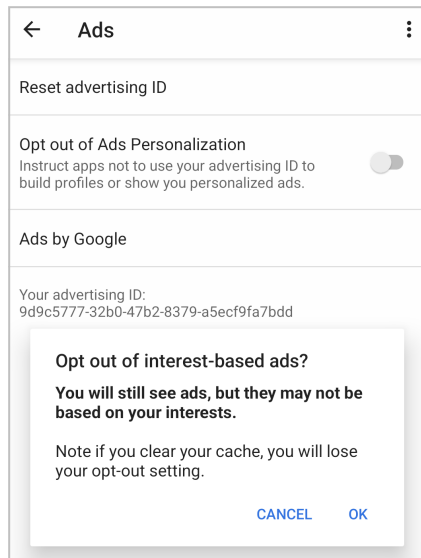 Ads
Reset advertising ID
Opt out of Ads Personalization
Instruct apps not to use your advertising ID to
build profiles or show you personalized ads.
Ads by Google
Your advertising ID:
9d9c5777-32b0-47b2-8379-a5ecf9fa7bdd
Opt out of interest-based ads?
You will still see ads, but they may not be
based on your interests.
Note if you clear your cache, you will lose
your opt-out setting.
CANCEL OK